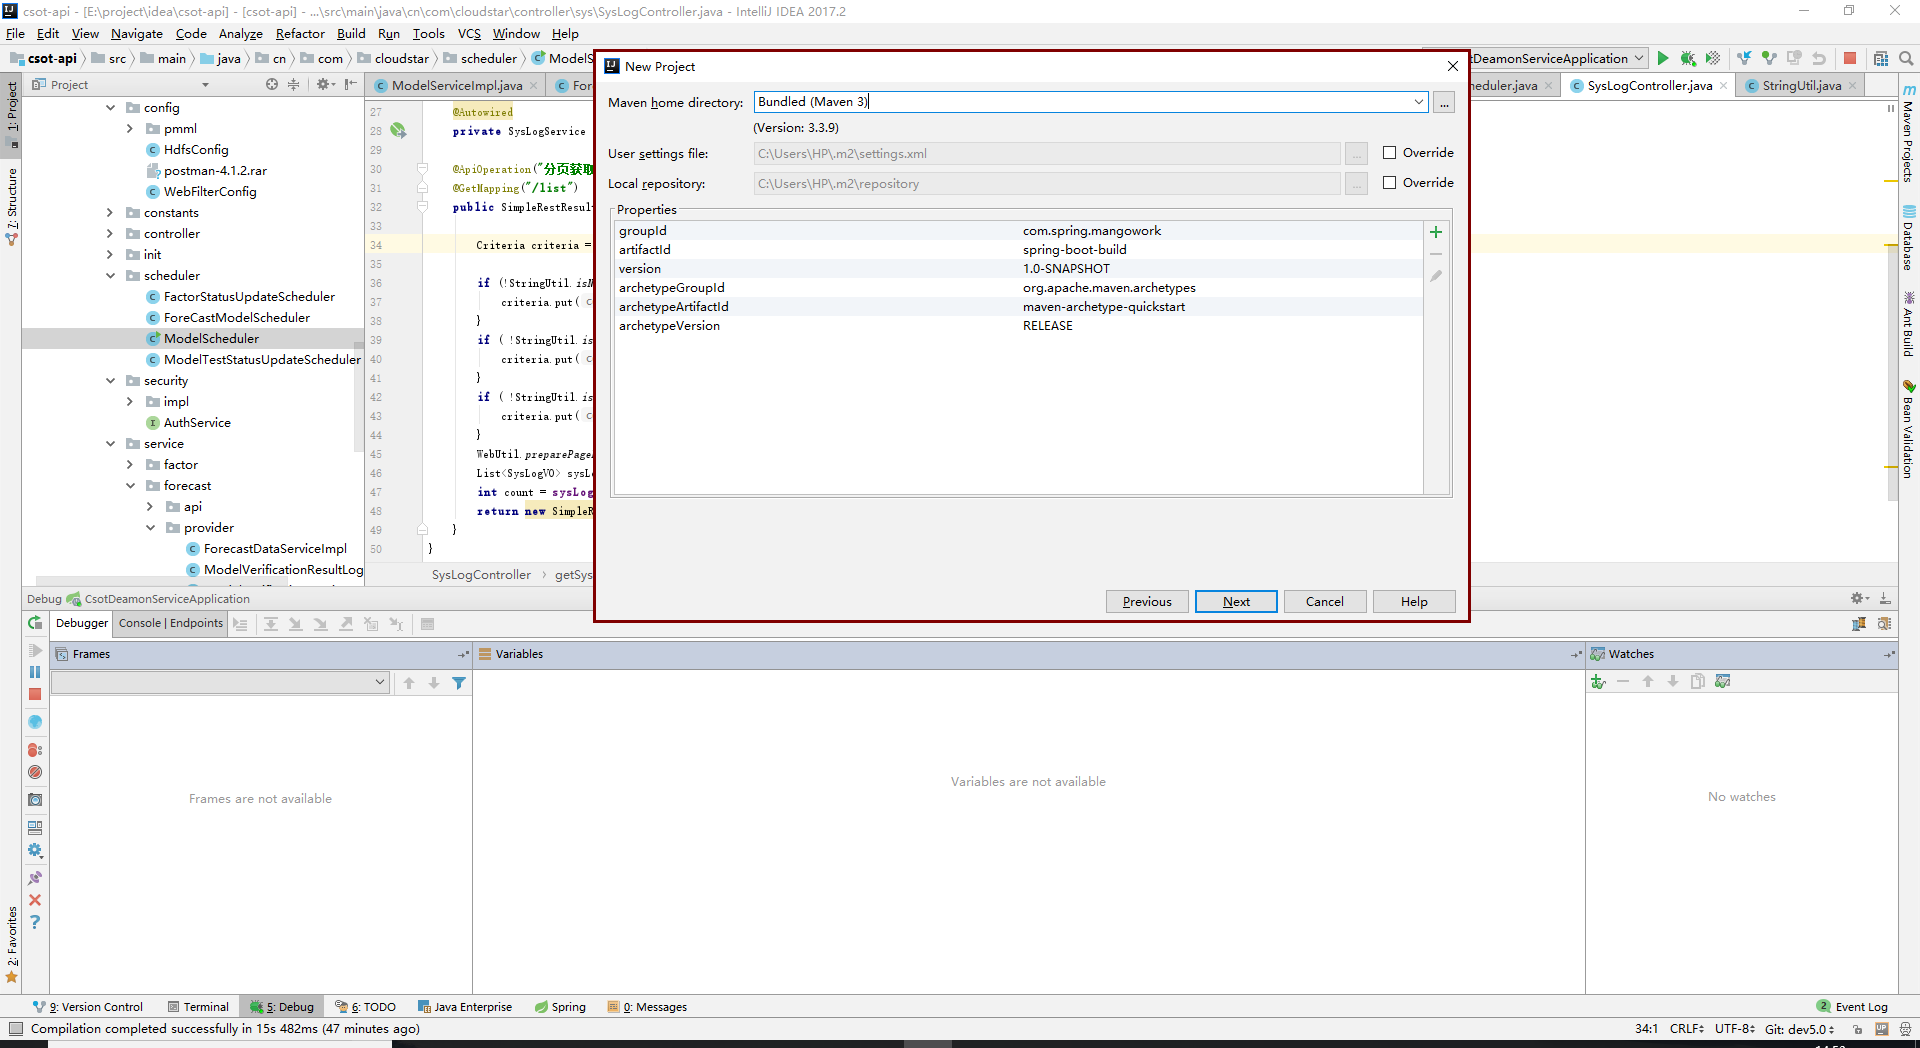 csot-api - [E:\project\idea\csot-api] - [csot-api] - ...\src\main\java\cn\com\cloudstar\controller\sys\SysLogController.java - IntelliJ IDEA 2017.2
File Edit View Navigate Code Analyze Refactor Build Run Tools VCS Window Help
csot-api src main java cn com cloudstar scheduler ModelS
tDeamonServiceApplication
1: Project
7: Structure
2: Favorites
Project
config
pmml
HdfsConfig
postman-4.1.2.rar
WebFilterConfig
constants
controller
init
scheduler
FactorStatusUpdateScheduler
ForeCastModelScheduler
ModelScheduler
ModelTestStatusUpdateScheduler
security
impl
AuthService
service
factor
forecast
api
provider
ForecastDataServiceImpl
ModelVerificationResultLog
ModelServiceImpl.java
For
heduler.java
SysLogController.java
StringUtil.java
27 @Autowired
28 private SysLogService
29
30 @ApiOperation("分页获取
31 @GetMapping("/list")
32 public SimpleRestResul
33
34 Criteria criteria =
35
36 if (!StringUtil.isN
37 criteria.put( C
38 }
39 if ( !StringUtil.is
40 criteria.put( C
41 }
42 if ( !StringUtil.is
43 criteria.put( C
44 }
45 WebUtil.preparePage
46 List<SysLogVO> sysL
47 int count = sysLog
48 return new SimpleR
49 }
50 }
SysLogController › getSys
New Project
Maven home directory: Bundled (Maven 3) ...
(Version: 3.3.9)
User settings file: C:\Users\HP\.m2\settings.xml ... Override
Local repository: C:\Users\HP\.m2\repository ... Override
Properties
groupId com.spring.mangowork
artifactId spring-boot-build
version 1.0-SNAPSHOT
archetypeGroupId org.apache.maven.archetypes
archetypeArtifactId maven-archetype-quickstart
archetypeVersion RELEASE
Previous Next Cancel Help
Maven Projects
Database
Ant Build
Bean Validation
Debug CsotDeamonServiceApplication
Debugger Console | Endpoints
Frames
Variables
Watches
Frames are not available
Variables are not available
No watches
9: Version Control Terminal 5: Debug 6: TODO Java Enterprise Spring 0: Messages 2 Event Log
Compilation completed successfully in 15s 482ms (47 minutes ago)
34:1 CRLF UTF-8 Git: dev5.0